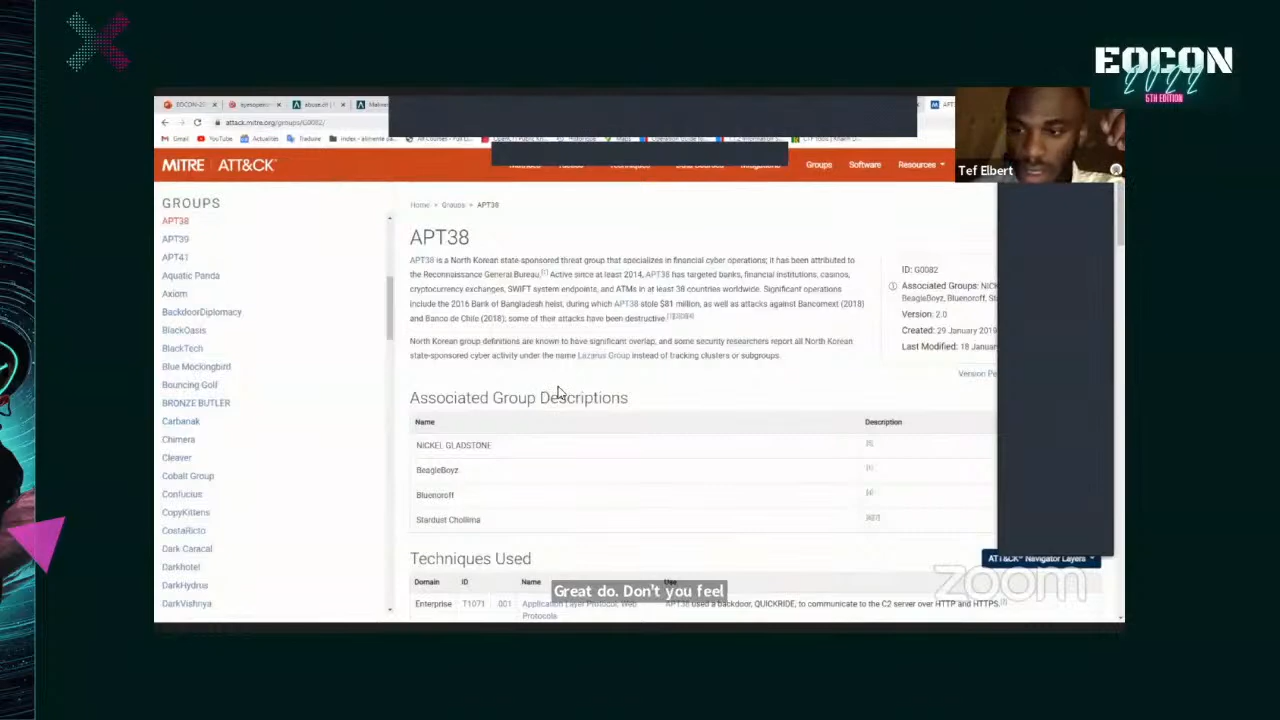 EOCON
2022
5TH EDITION
attack.mitre.org/groups/G0082/
Gmail YouTube Actualités Traduire
MITRE ATT&CK
Groups Software Resources
Tef Elbert
GROUPS
APT38
APT39
APT41
Aquatic Panda
Axiom
BackdoorDiplomacy
BlackOasis
BlackTech
Blue Mockingbird
Bouncing Golf
BRONZE BUTLER
Carbanak
Chimera
Cleaver
Cobalt Group
Confucius
CopyKittens
CostaRicto
Dark Caracal
Darkhotel
DarkHydrus
DarkVishnya
Home > Groups > APT38
APT38
APT38 is a North Korean state-sponsored threat group that specializes in financial cyber operations; it has been attributed to
the Reconnaissance General Bureau.[1] Active since at least 2014, APT38 has targeted banks, financial institutions, casinos,
cryptocurrency exchanges, SWIFT system endpoints, and ATMs in at least 38 countries worldwide. Significant operations
include the 2016 Bank of Bangladesh heist, during which APT38 stole $81 million, as well as attacks against Bancomext (2018)
and Banco de Chile (2018); some of their attacks have been destructive.
North Korean group definitions are known to have significant overlap, and some security researchers report all North Korean
state-sponsored cyber activity under the name Lazarus Group instead of tracking clusters or subgroups.
ID: G0082
Associated Groups:
BeagleBoyz, Bluenoroff,
Version: 2.0
Created: 29 January 2019
Last Modified: 18 January
Version
Associated Group Descriptions
Name Description
NICKEL GLADSTONE
BeagleBoyz
Bluenoroff
Stardust Chollima
Techniques Used
ATT&CK® Navigator Layers
Domain ID Name Use
Enterprise T1071 .001 Application Layer Protocol: Web
Protocols
APT38 used a backdoor, QUICKRIDE, to communicate to the C2 server over HTTP and HTTPS.
Great do. Don't you feel
zoom